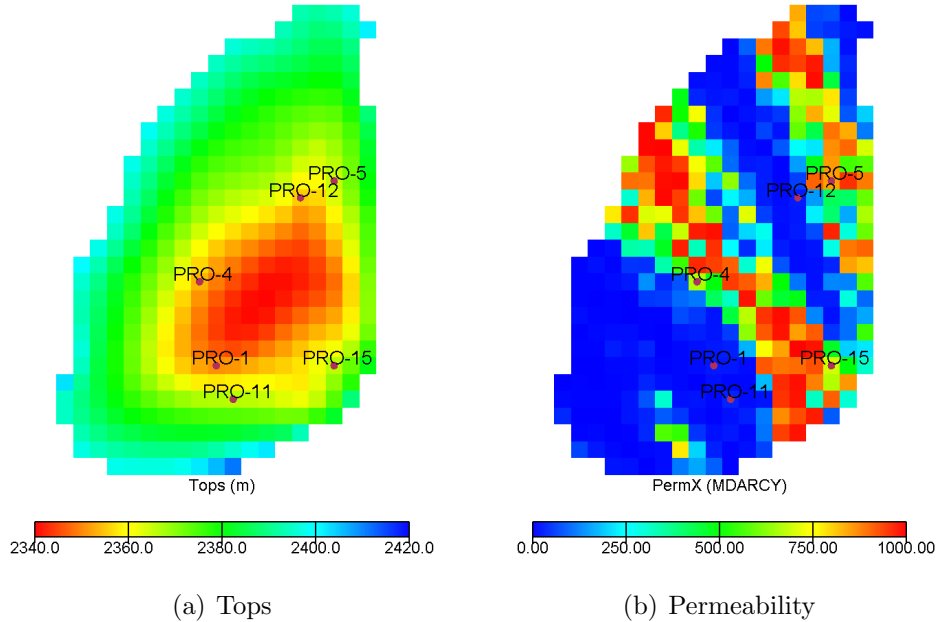 PRO-5
PRO-12
PRO-4
PRO-1
PRO-15
PRO-11
Tops (m)
2340.0 2360.0 2380.0 2400.0 2420.0
(a) Tops
PRO-5
PRO-12
PRO-4
PRO-1
PRO-15
PRO-11
PermX (MDARCY)
0.00 250.00 500.00 750.00 1000.00
(b) Permeability